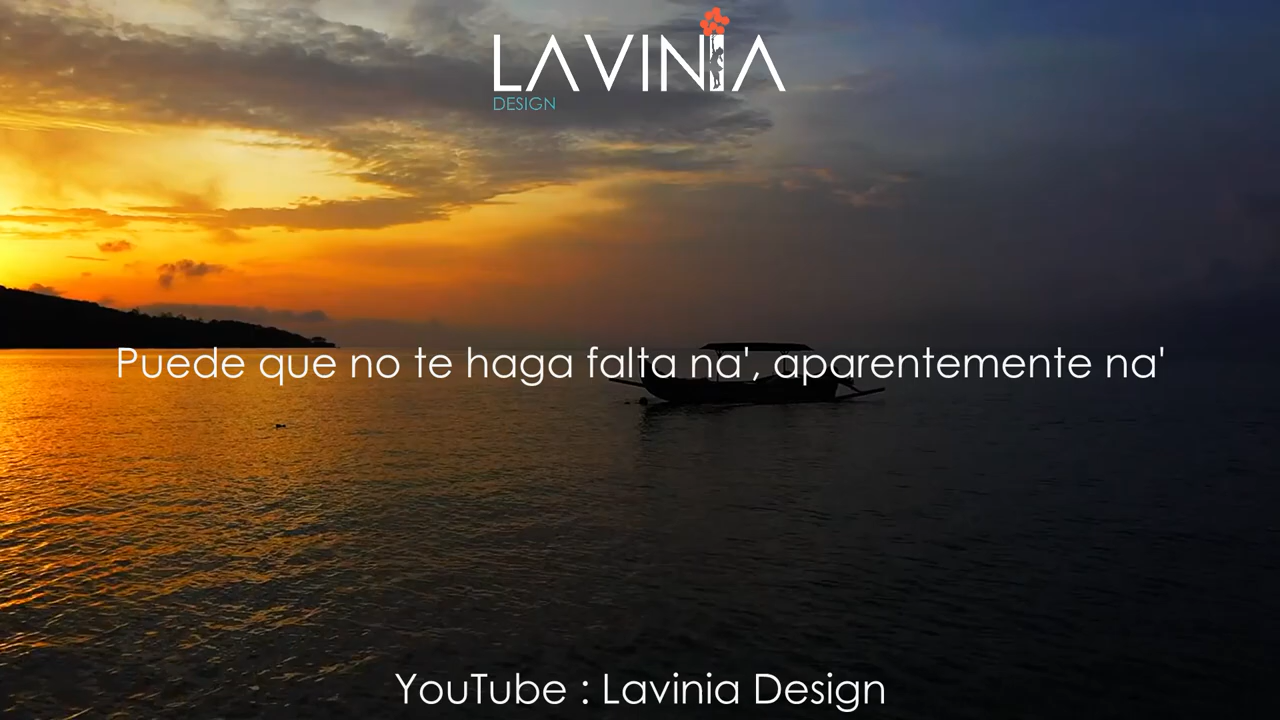 LAVINIA
DESIGN
Puede que no te haga falta na', aparentemente na'
YouTube : Lavinia Design